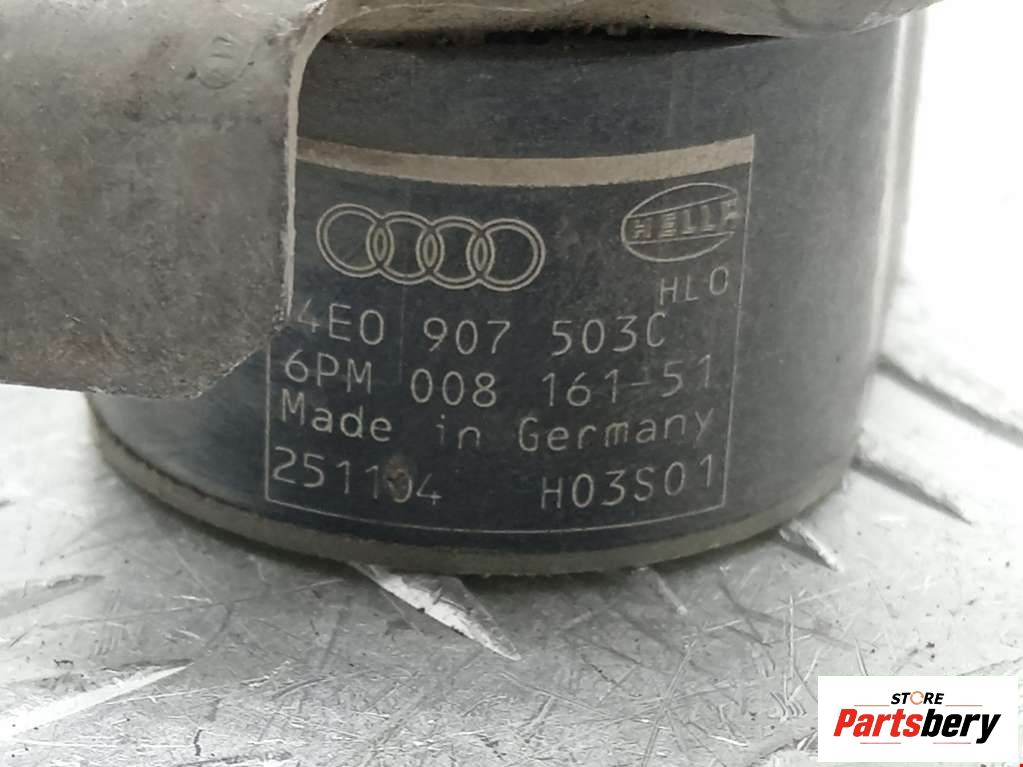 HELLA
HLO
4E0 907 503C
6PM 008 161-51
Made in Germany
251104 H03S01
STORE
Partsbery